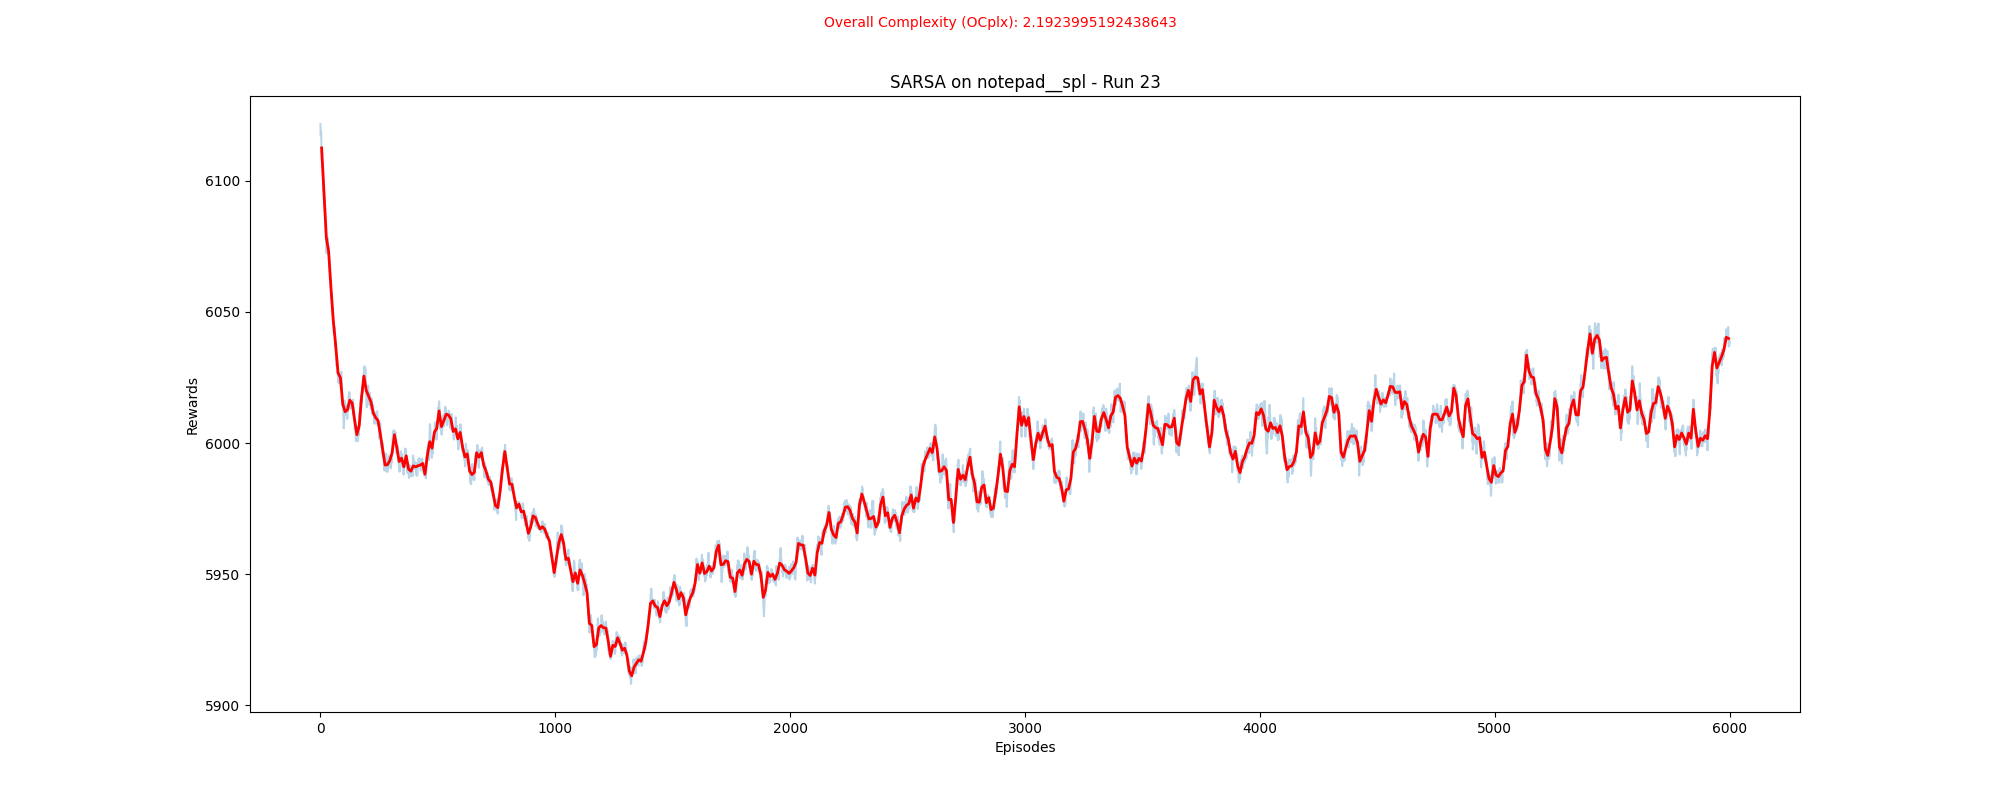 Overall Complexity (OCplx): 2.1923995192438643
SARSA on notepad__spl - Run 23
Rewards
6100
6050
6000
5950
5900
0 1000 2000 3000 4000 5000 6000
Episodes